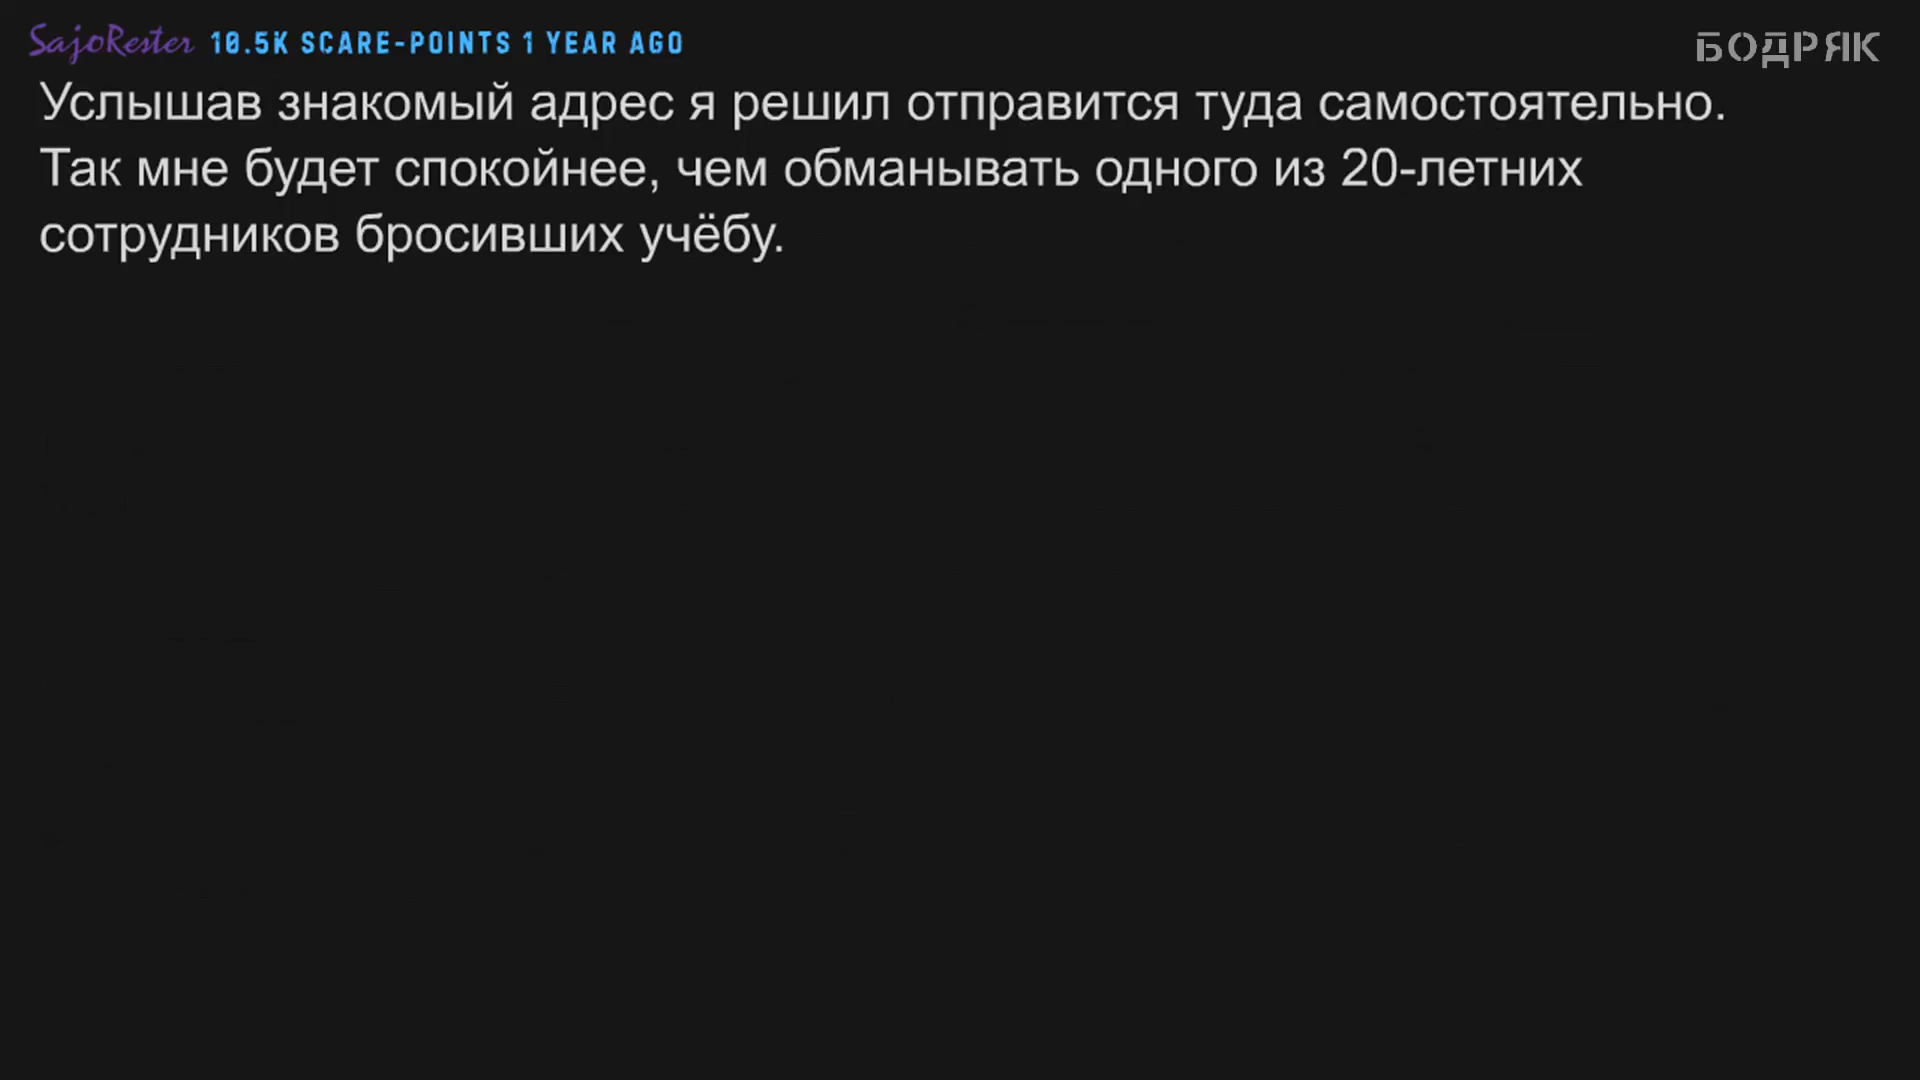 SajoRester 10.5K SCARE-POINTS 1 YEAR AGO
БОДРЯК
Услышав знакомый адрес я решил отправится туда самостоятельно.
Так мне будет спокойнее, чем обманывать одного из 20-летних
сотрудников бросивших учёбу.